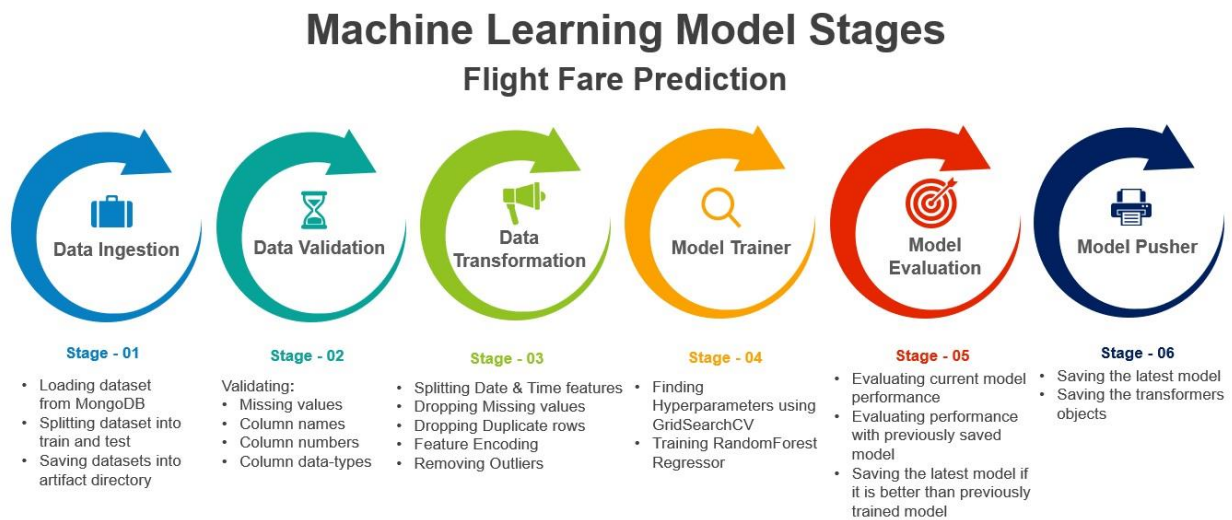 Machine Learning Model Stages
Flight Fare Prediction
Data Ingestion
Data Validation
Data
Transformation
Model Trainer
Model
Evaluation
Model Pusher
Stage - 01
• Loading dataset
from MongoDB
• Splitting dataset into
train and test
• Saving datasets into
artifact directory
Stage - 02
Validating:
• Missing values
• Column names
• Column numbers
• Column data-types
Stage - 03
• Splitting Date & Time features
• Dropping Missing values
• Dropping Duplicate rows
• Feature Encoding
• Removing Outliers
Stage - 04
• Finding
Hyperparameters using
GridSearchCV
• Training RandomForest
Regressor
Stage - 05
• Evaluating current model
performance
• Evaluating performance
with previously saved
model
• Saving the latest model if
it is better than previously
trained model
Stage - 06
• Saving the latest model
• Saving the transformers
objects